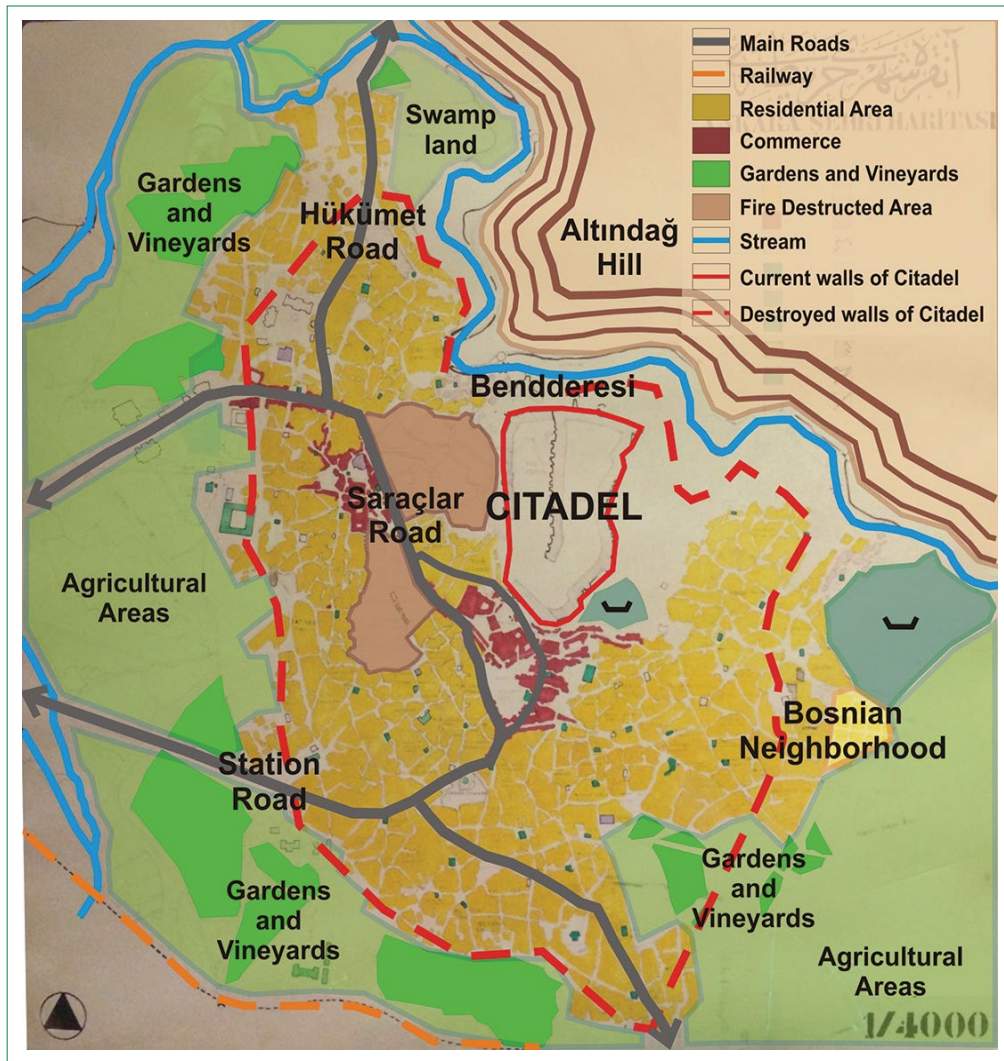 Main Roads
Railway
Residential Area
Commerce
Gardens and Vineyards
Fire Destructed Area
Stream
Current walls of Citadel
Destroyed walls of Citadel
Swamp
land
Gardens
and
Vineyards
Hükümet
Road
Altındağ
Hill
Bendderesi
Saraçlar
Road
CITADEL
Agricultural
Areas
Bosnian
Neighborhood
Station
Road
Gardens
and
Vineyards
Gardens
and
Vineyards
Agricultural
Areas
1/4000